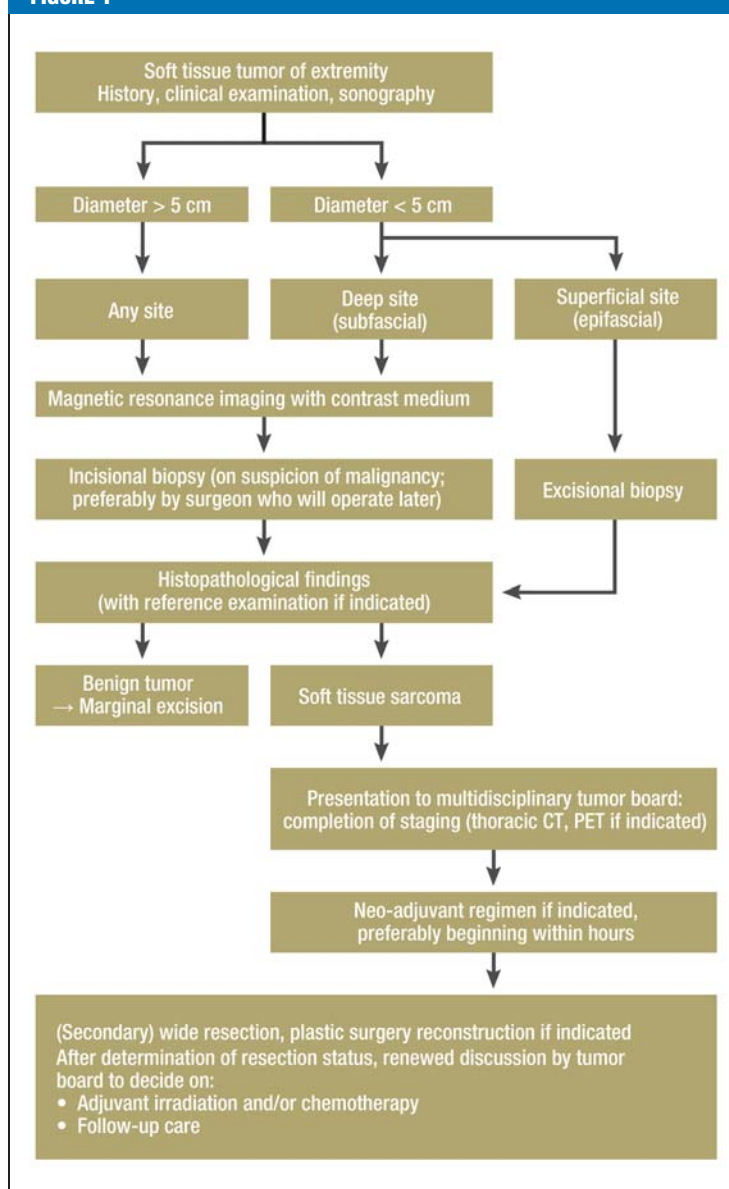 Soft tissue tumor of extremity
History, clinical examination, sonography
Diameter > 5 cm
Diameter < 5 cm
Any site
Deep site
(subfascial)
Superficial site
(epifascial)
Magnetic resonance imaging with contrast medium
Incisional biopsy (on suspicion of malignancy;
preferably by surgeon who will operate later)
Excisional biopsy
Histopathological findings
(with reference examination if indicated)
Benign tumor
→ Marginal excision
Soft tissue sarcoma
Presentation to multidisciplinary tumor board:
completion of staging (thoracic CT, PET if indicated)
Neo-adjuvant regimen if indicated,
preferably beginning within hours
(Secondary) wide resection, plastic surgery reconstruction if indicated
After determination of resection status, renewed discussion by tumor
board to decide on:
• Adjuvant irradiation and/or chemotherapy
• Follow-up care